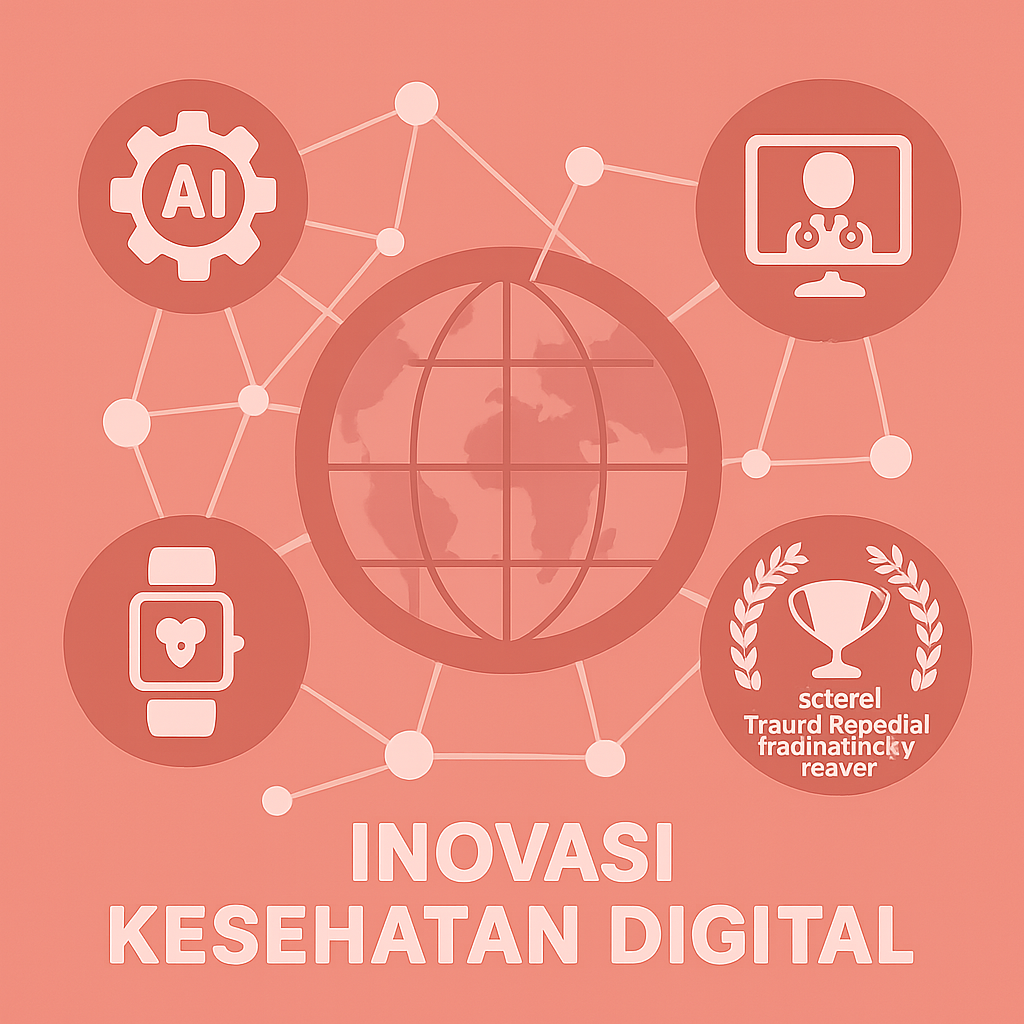 AI
scterel
Traurd Repedial
fradinatincky
reaver
INOVASI
KESEHATAN DIGITAL